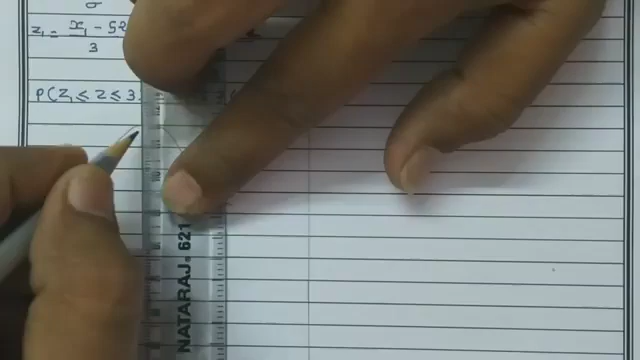 σ
z₁ = x₁ - 52
3
P(z₁ ≤ z ≤ 3.
NATARAJ 621